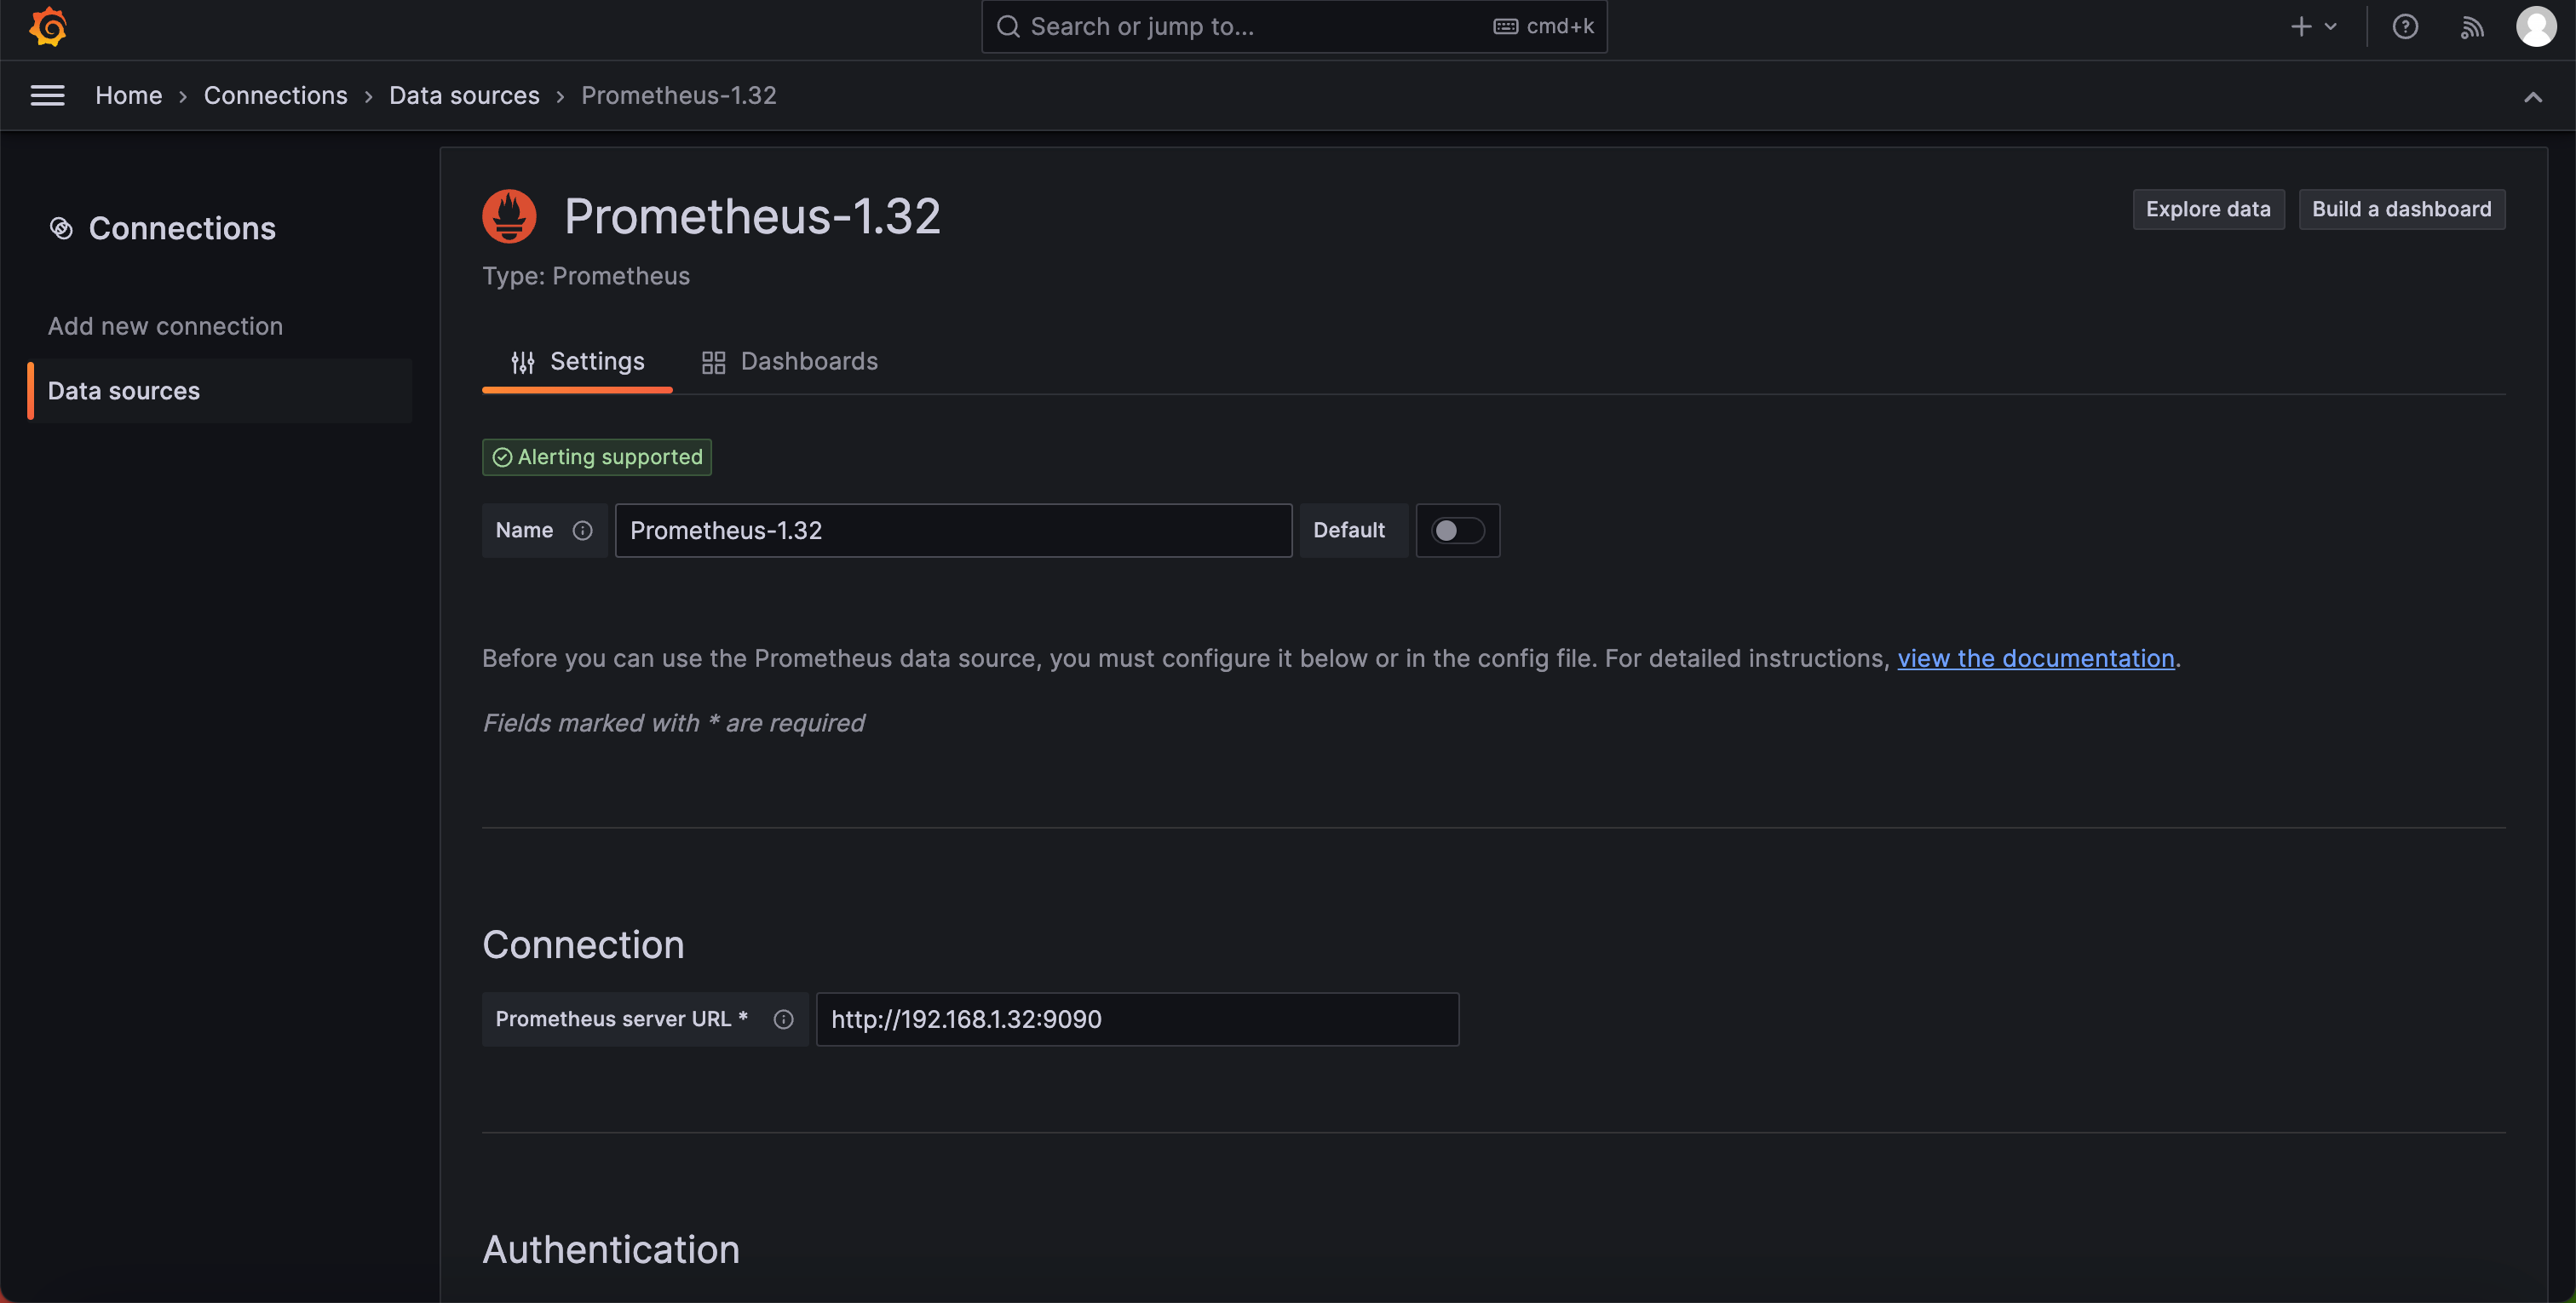 Search or jump to...
cmd+k
Home › Connections › Data sources › Prometheus-1.32
Connections
Add new connection
Data sources
Prometheus-1.32
Explore data
Build a dashboard
Type: Prometheus
Settings
Dashboards
Alerting supported
Name
Prometheus-1.32
Default
Before you can use the Prometheus data source, you must configure it below or in the config file. For detailed instructions, view the documentation.
Fields marked with * are required
Connection
Prometheus server URL *
http://192.168.1.32:9090
Authentication